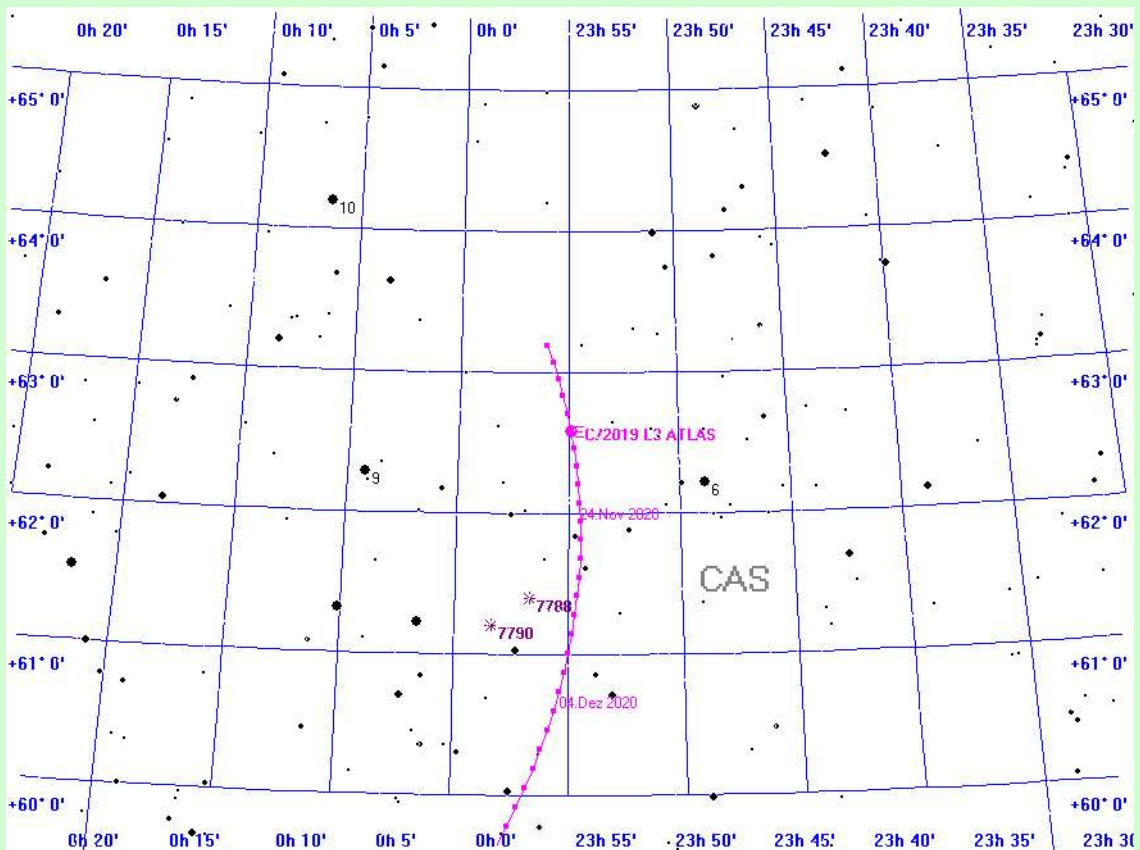 0h 20' 0h 15' 0h 10' 0h 5' 0h 0' 23h 55' 23h 50' 23h 45' 23h 40' 23h 35' 23h 30'
+65° 0' +65° 0'
10
+64° 0' +64° 0'
+63° 0' +63° 0'
C/2019 L3 ATLAS
9 6
24.Nov 2020
+62° 0' +62° 0'
CAS
7788
7790
+61° 0' +61° 0'
04.Dez 2020
+60° 0' +60° 0'
0h 20' 0h 15' 0h 10' 0h 5' 0h 0' 23h 55' 23h 50' 23h 45' 23h 40' 23h 35' 23h 30